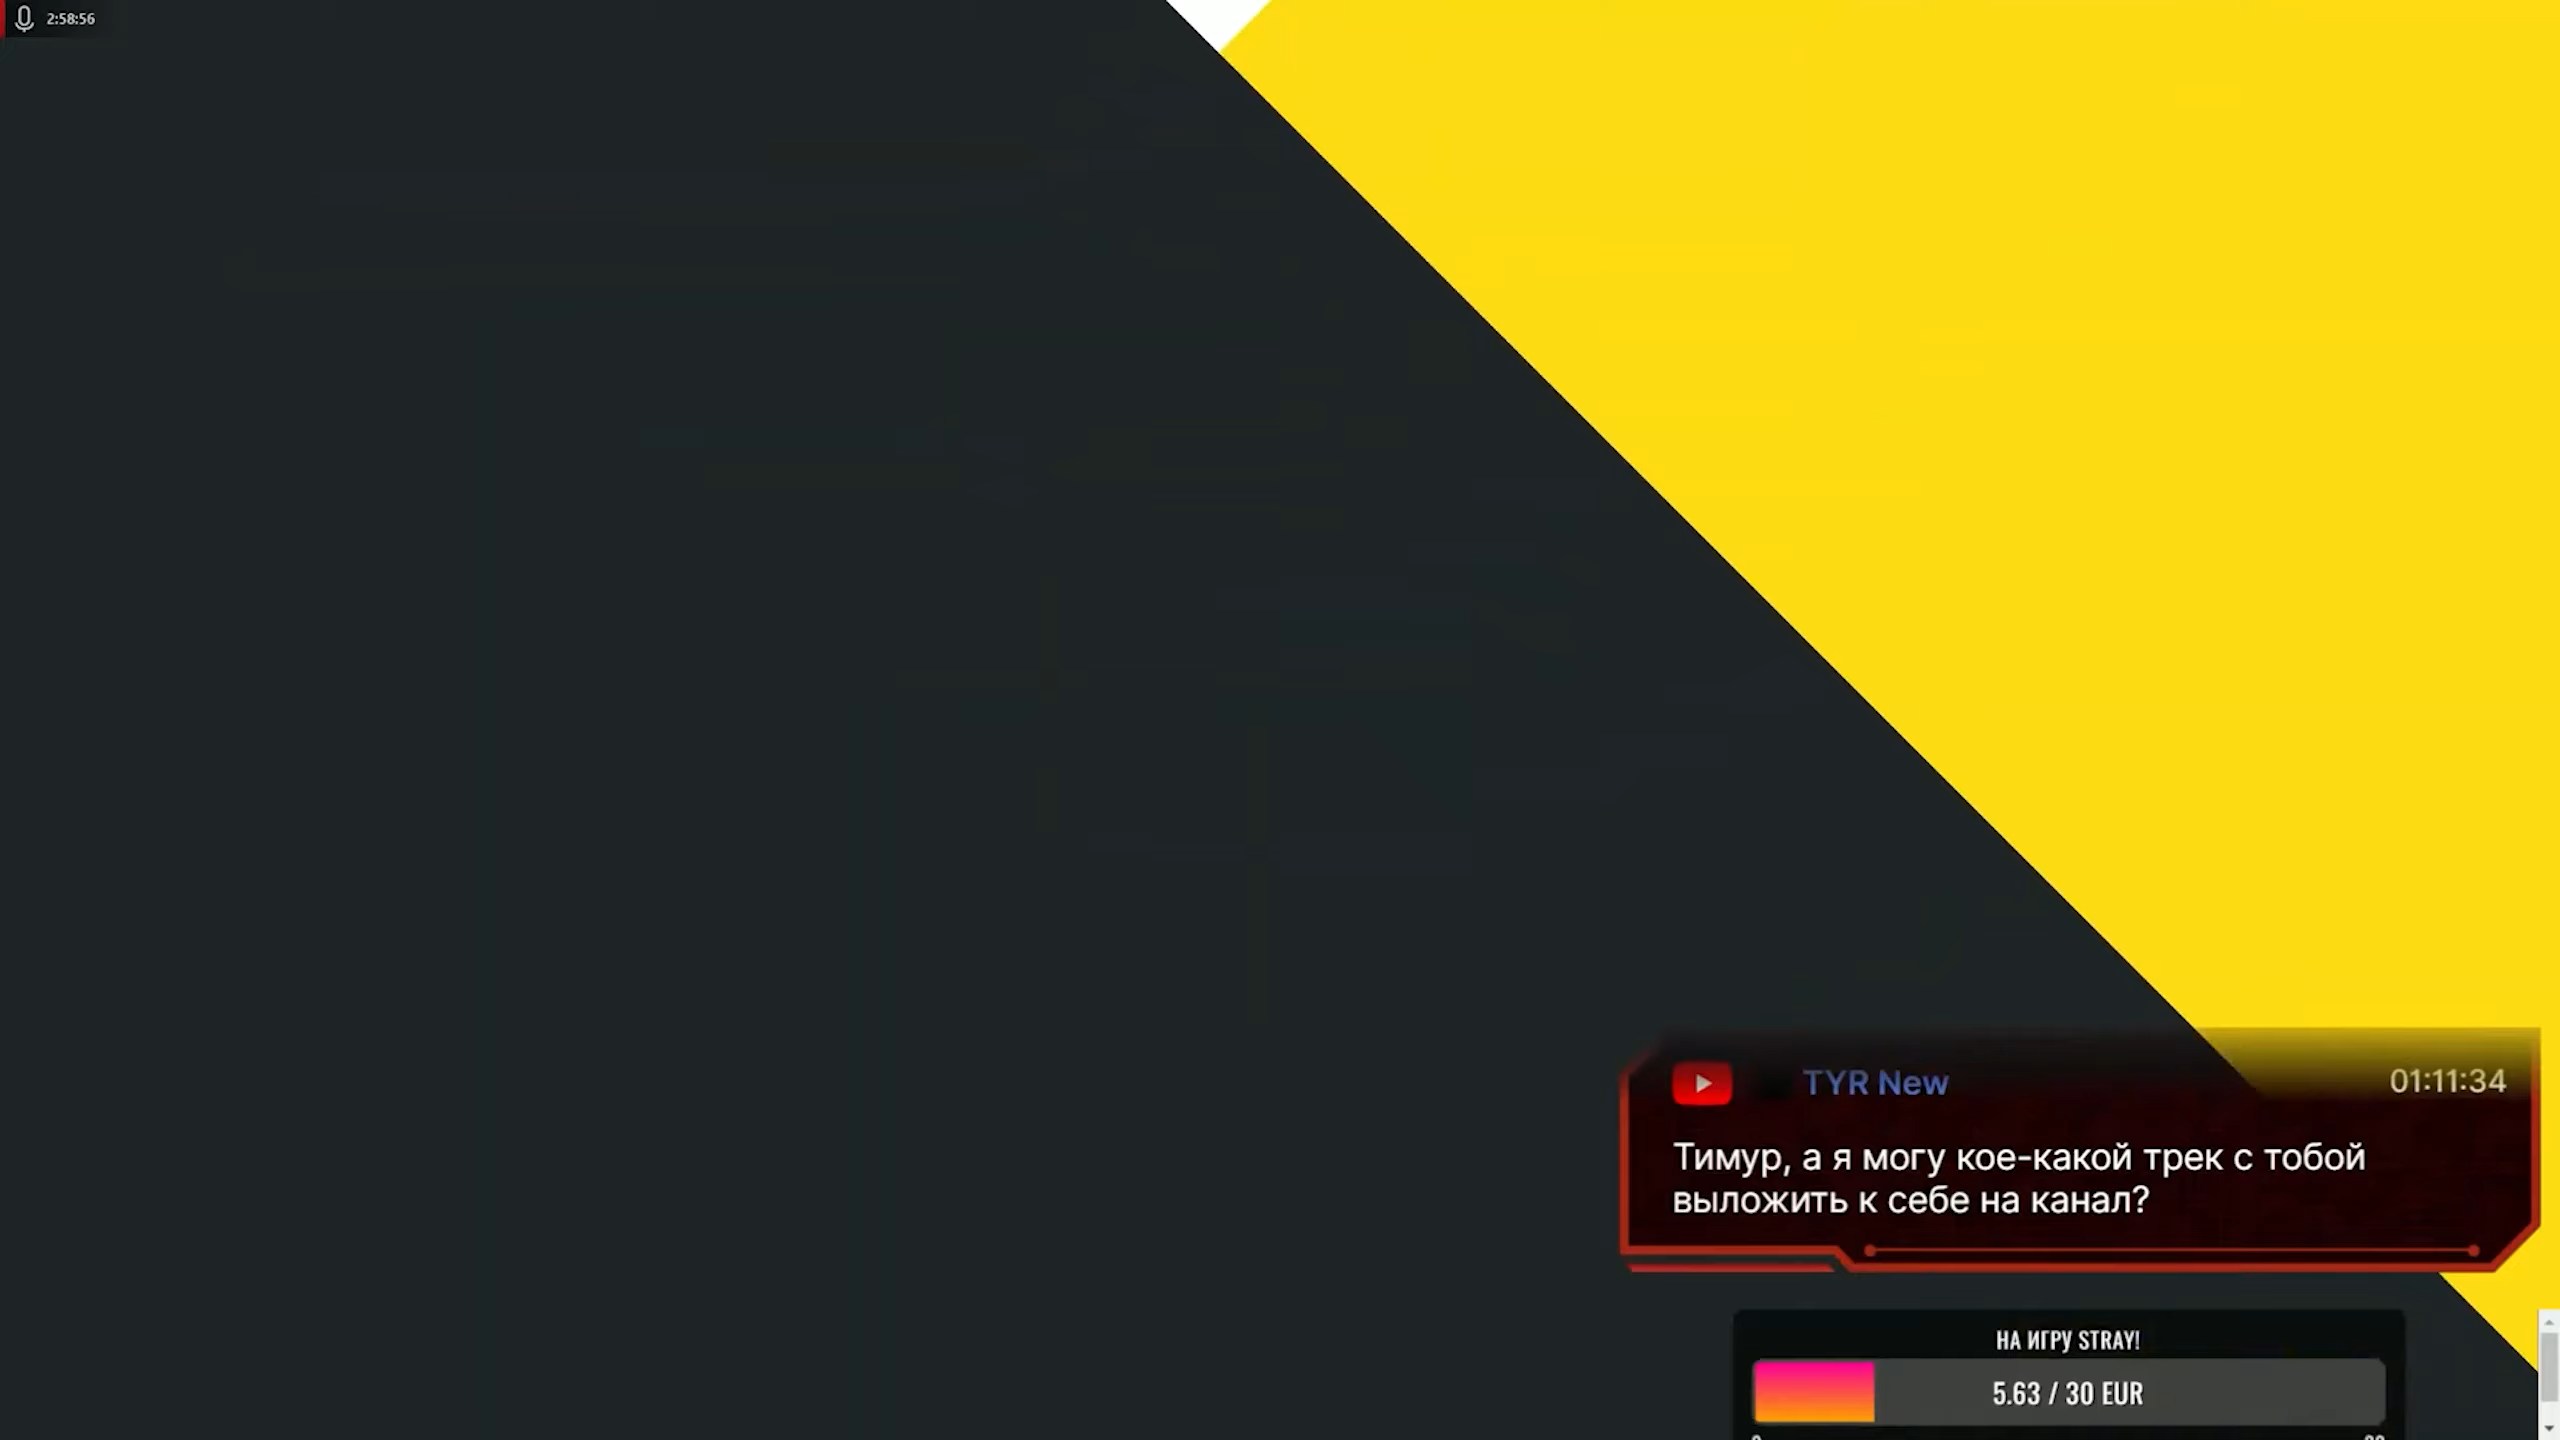 2:58:56
TYR New
01:11:34
Тимур, а я могу кое-какой трек с тобой
выложить к себе на канал?
НА ИГРУ STRAY!
5.63 / 30 EUR